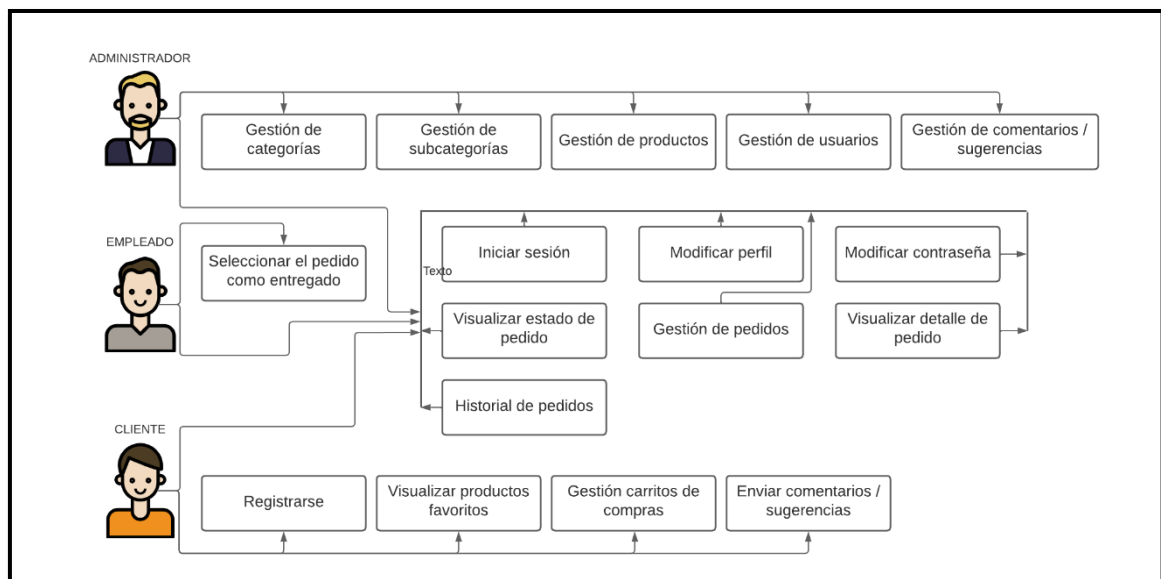 ADMINISTRADOR
Gestión de
categorías
Gestión de
subcategorías
Gestión de productos
Gestión de usuarios
Gestión de comentarios /
sugerencias
EMPLEADO
Seleccionar el pedido
como entregado
Texto
Iniciar sesión
Modificar perfil
Modificar contraseña
Visualizar estado de
pedido
Gestión de pedidos
Visualizar detalle de
pedido
Historial de pedidos
CLIENTE
Registrarse
Visualizar productos
favoritos
Gestión carritos de
compras
Enviar comentarios /
sugerencias